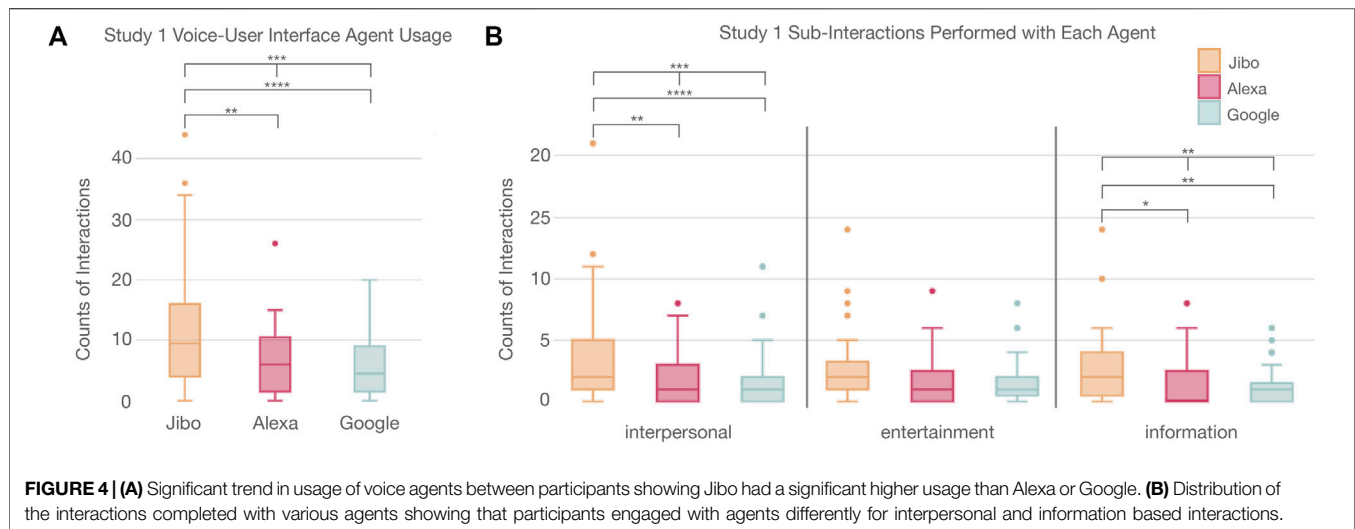 A Study 1 Voice-User Interface Agent Usage
***
****
**
Counts of Interactions
40
30
20
10
0
Jibo Alexa Google
B Study 1 Sub-Interactions Performed with Each Agent
Jibo
Alexa
Google
***
****
**
**
**
*
Counts of Interactions
20
25
10
5
0
interpersonal entertainment information
FIGURE 4 | (A) Significant trend in usage of voice agents between participants showing Jibo had a significant higher usage than Alexa or Google. (B) Distribution of
the interactions completed with various agents showing that participants engaged with agents differently for interpersonal and information based interactions.